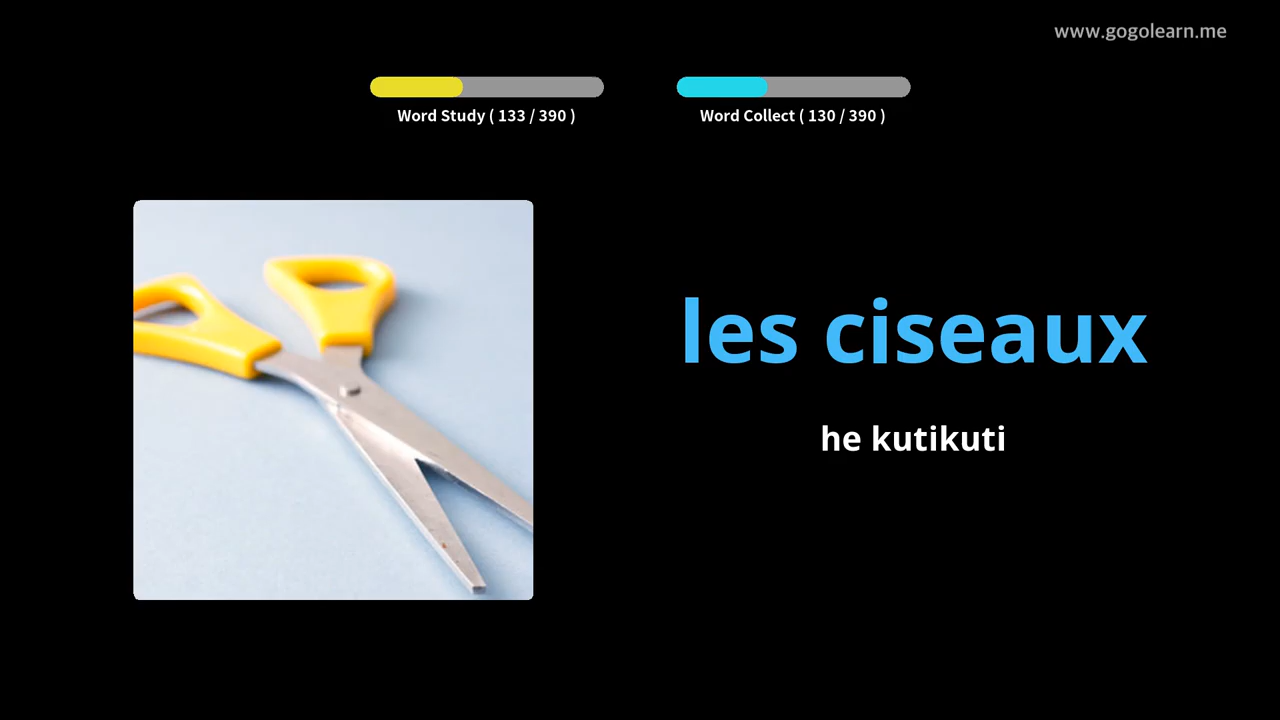 www.gogolearn.me
Word Study ( 133 / 390 )
Word Collect ( 130 / 390 )
les ciseaux
he kutikuti